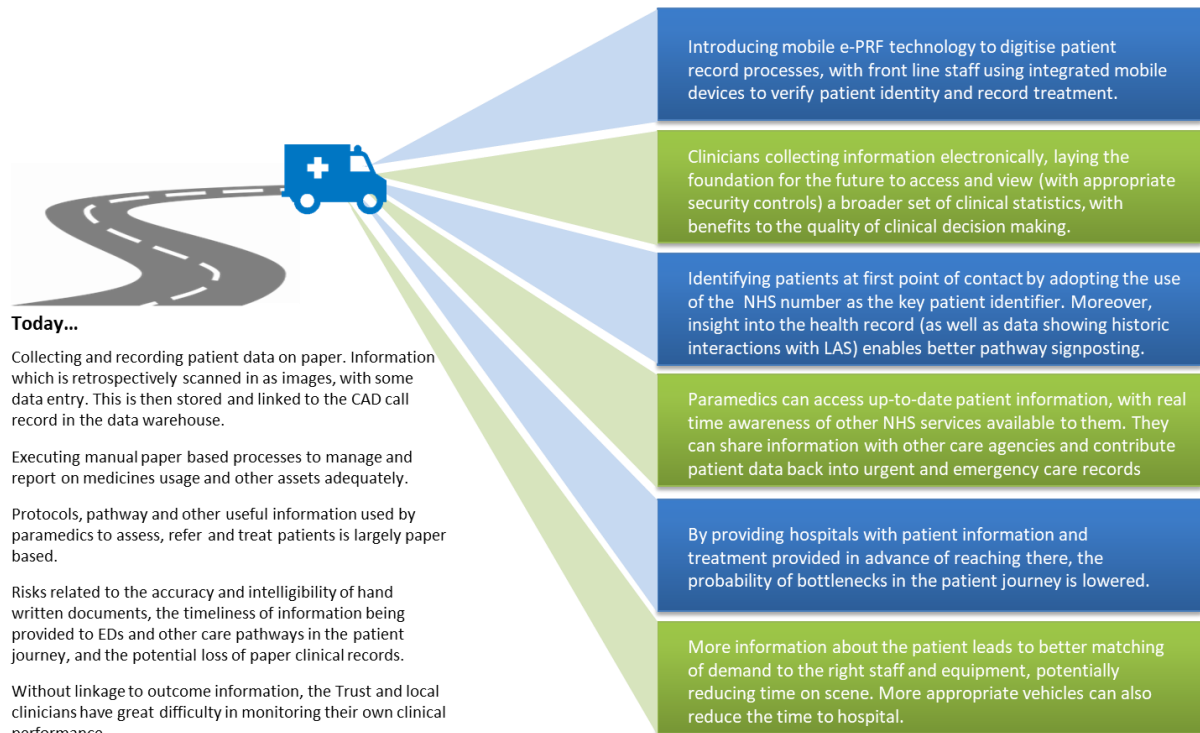 Today...
Collecting and recording patient data on paper. Information
which is retrospectively scanned in as images, with some
data entry. This is then stored and linked to the CAD call
record in the data warehouse.
Executing manual paper based processes to manage and
report on medicines usage and other assets adequately.
Protocols, pathway and other useful information used by
paramedics to assess, refer and treat patients is largely paper
based.
Risks related to the accuracy and intelligibility of hand
written documents, the timeliness of information being
provided to EDs and other care pathways in the patient
journey, and the potential loss of paper clinical records.
Without linkage to outcome information, the Trust and local
clinicians have great difficulty in monitoring their own clinical
performance
Introducing mobile e-PRF technology to digitise patient
record processes, with front line staff using integrated mobile
devices to verify patient identity and record treatment.
Clinicians collecting information electronically, laying the
foundation for the future to access and view (with appropriate
security controls) a broader set of clinical statistics, with
benefits to the quality of clinical decision making.
Identifying patients at first point of contact by adopting the use
of the NHS number as the key patient identifier. Moreover,
insight into the health record (as well as data showing historic
interactions with LAS) enables better pathway signposting.
Paramedics can access up-to-date patient information, with real
time awareness of other NHS services available to them. They
can share information with other care agencies and contribute
patient data back into urgent and emergency care records
By providing hospitals with patient information and
treatment provided in advance of reaching there, the
probability of bottlenecks in the patient journey is lowered.
More information about the patient leads to better matching
of demand to the right staff and equipment, potentially
reducing time on scene. More appropriate vehicles can also
reduce the time to hospital.